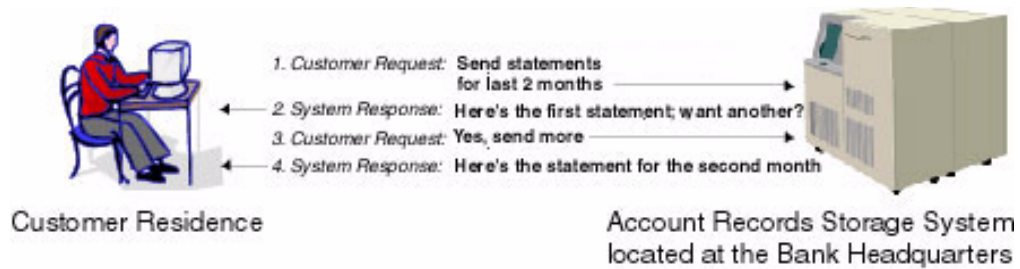 1. Customer Request: Send statements
for last 2 months
2. System Response: Here's the first statement; want another?
3. Customer Request: Yes, send more
4. System Response: Here's the statement for the second month
Customer Residence
Account Records Storage System
located at the Bank Headquarters